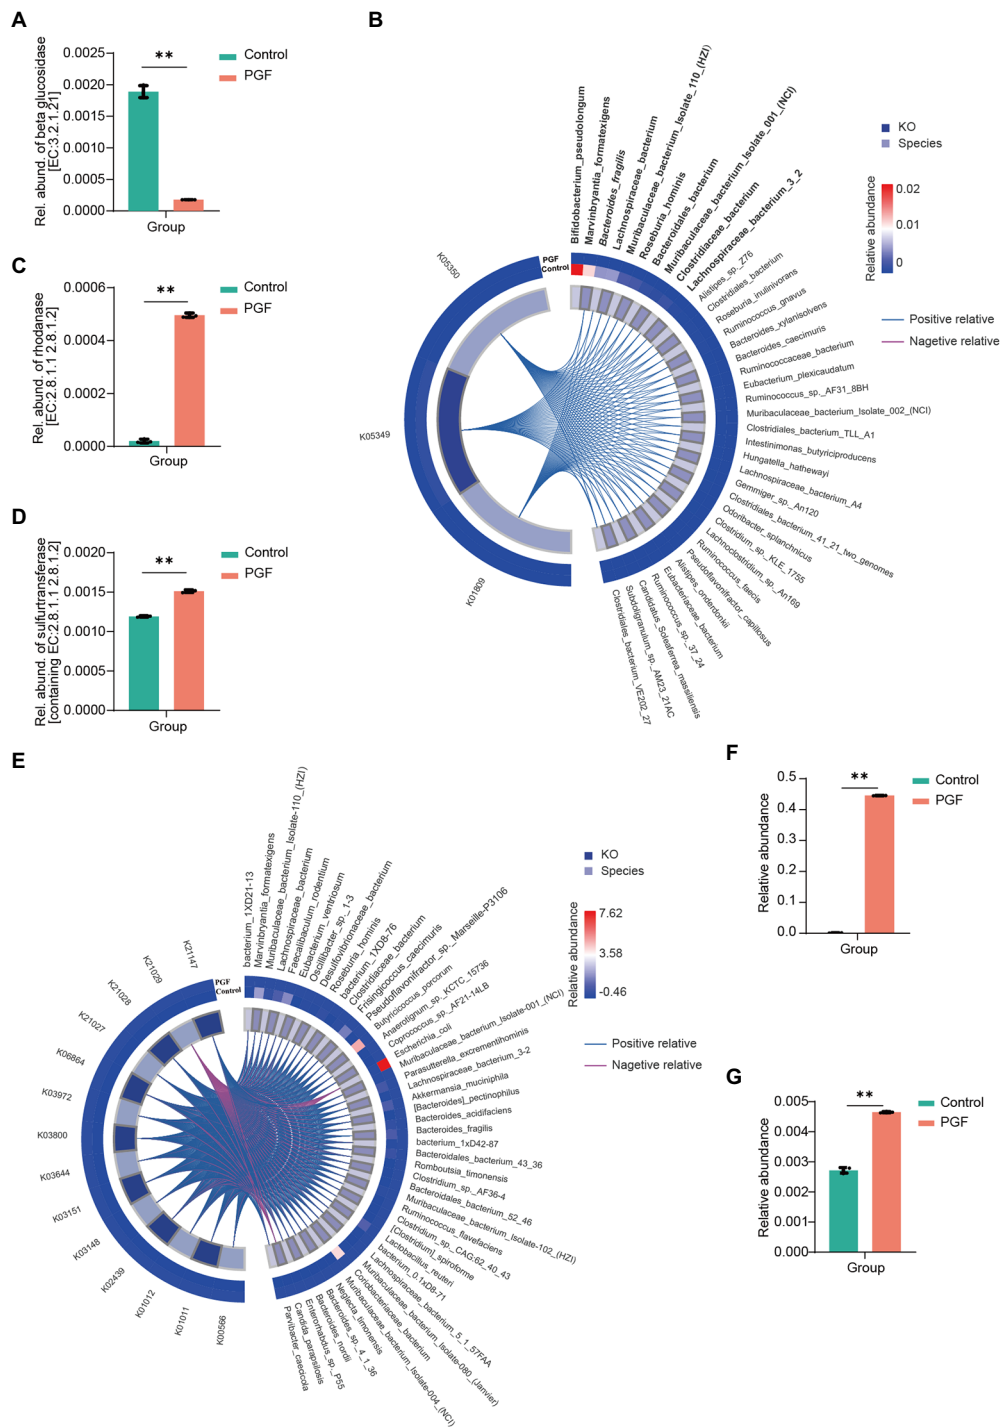 A
Rel. abund. of beta glucosidase
[EC:3.2.1.21]
0.0025
0.0020
0.0015
0.0010
0.0005
0.0000
**
Group
Control
PGF
B
K05350
K05349
K01809
PGF
Control
Bifidobacterium_pseudolongum
Marvinbryantia_formatexigens
Bacteroides_fragilis
Lachnospiraceae_bacterium
Muribaculaceae_bacterium_Isolate_110_(HZI)
Roseburia_hominis
Bacteroidales_bacterium
Muribaculaceae_bacterium_Isolate_001_(NCI)
Clostridiaceae_bacterium
Lachnospiraceae_bacterium_3_2
Alistipes_sp._Z76
Clostridiales_bacterium
Roseburia_inulinivorans
Ruminococcus_gnavus
Bacteroides_xylanisolvens
Bacteroides_caecimuris
Ruminococcaceae_bacterium
Eubacterium_plexicaudatum
Ruminococcus_sp._AF31_8BH
Muribaculaceae_bacterium_Isolate_002_(NCI)
Clostridiales_bacterium_TLL_A1
Intestinimonas_butyriciproducens
Hungatella_hathewayi
Lachnospiraceae_bacterium_A4
Gemmiger_sp._An120
Clostridiales_bacterium_41_21_two_genomes
Odoribacter_splanchnicus
Clostridium_sp._KLE_1755
Lachnoclostridium_sp._An169
Ruminococcus_faecis
Pseudoflavonifractor_capillosus
Alistipes_onderdonkii
Eubacteriaceae_bacterium
Ruminococcus_sp._37_24
Candidatus_Soleaferrea_massiliensis
Subdoligranulum_sp._AM23_21AC
Clostridiales_bacterium_VE202_27
KO
Species
Relative abundance
0.02
0.01
0
Positive relative
Nagetive relative
C
Rel. abund. of rhodanase
[EC:2.8.1.1 2.8.1.2]
0.0006
0.0004
0.0002
0.0000
**
Group
Control
PGF
D
Rel. abund. of sulfurtransferase
[containing EC:2.8.1.1 2.8.1.2]
0.0020
0.0015
0.0010
0.0005
0.0000
**
Group
Control
PGF
E
K21147
K21029
K21028
K21027
K06864
K03972
K03800
K03644
K03151
K03148
K02439
K01012
K01011
K00566
PGF
Control
bacterium_1XD21-13
Marvinbryantia_formatexigens
Muribaculaceae_bacterium_Isolate-110_(HZI)
Lachnospiraceae_bacterium
Faecalibaculum_rodentium
Eubacterium_ventriosum
Oscillibacter_sp._1-3
Desulfovibrionaceae_bacterium
Roseburia_hominis
bacterium_1XD8-76
Clostridiaceae_bacterium
Frisingicoccus_caecimuris
Pseudoflavonifractor_sp._Marseille-P3106
Butyricicoccus_porcorum
Anaerotignum_sp._KCTC_15736
Coprococcus_sp._AF21-14LB
Escherichia_coli
Muribaculaceae_bacterium_Isolate-001_(NCI)
Parasutterella_excrementihominis
Lachnospiraceae_bacterium_3-2
Akkermansia_muciniphila
[Bacteroides]_pectinophilus
Bacteroides_acidifaciens
Bacteroides_fragilis
bacterium_1xD42-87
Bacteroidales_bacterium_43_36
Romboutsia_timonensis
Clostridium_sp._AF36-4
Bacteroidales_bacterium_52_46
Muribaculaceae_bacterium_Isolate-102_(HZI)
Ruminococcus_flavefaciens
Clostridium_sp._CAG:62_40_43
[Clostridium]_spiroforme
Lactobacillus_reuteri
bacterium_0.1xD8-71
Lachnospiraceae_bacterium_5_1_57FAA
Muribaculaceae_bacterium_Isolate-080_(Janvier)
Coriobacteriaceae_bacterium
Muribaculaceae_bacterium_Isolate-004_(NCI)
Neglecta_timonensis
Bacteroides_sp._4_1_36
Bacteroides_nordii
Enterorhabdus_sp._P55
Candida_parapsilosis
Parvibacter_caecicola
KO
Species
Relative abundance
7.62
3.58
-0.46
Positive relative
Nagetive relative
F
Relative abundance
0.5
0.4
0.3
0.2
0.1
0.0
**
Group
Control
PGF
G
Relative abundance
0.005
0.004
0.003
0.002
0.001
0.000
**
Group
Control
PGF